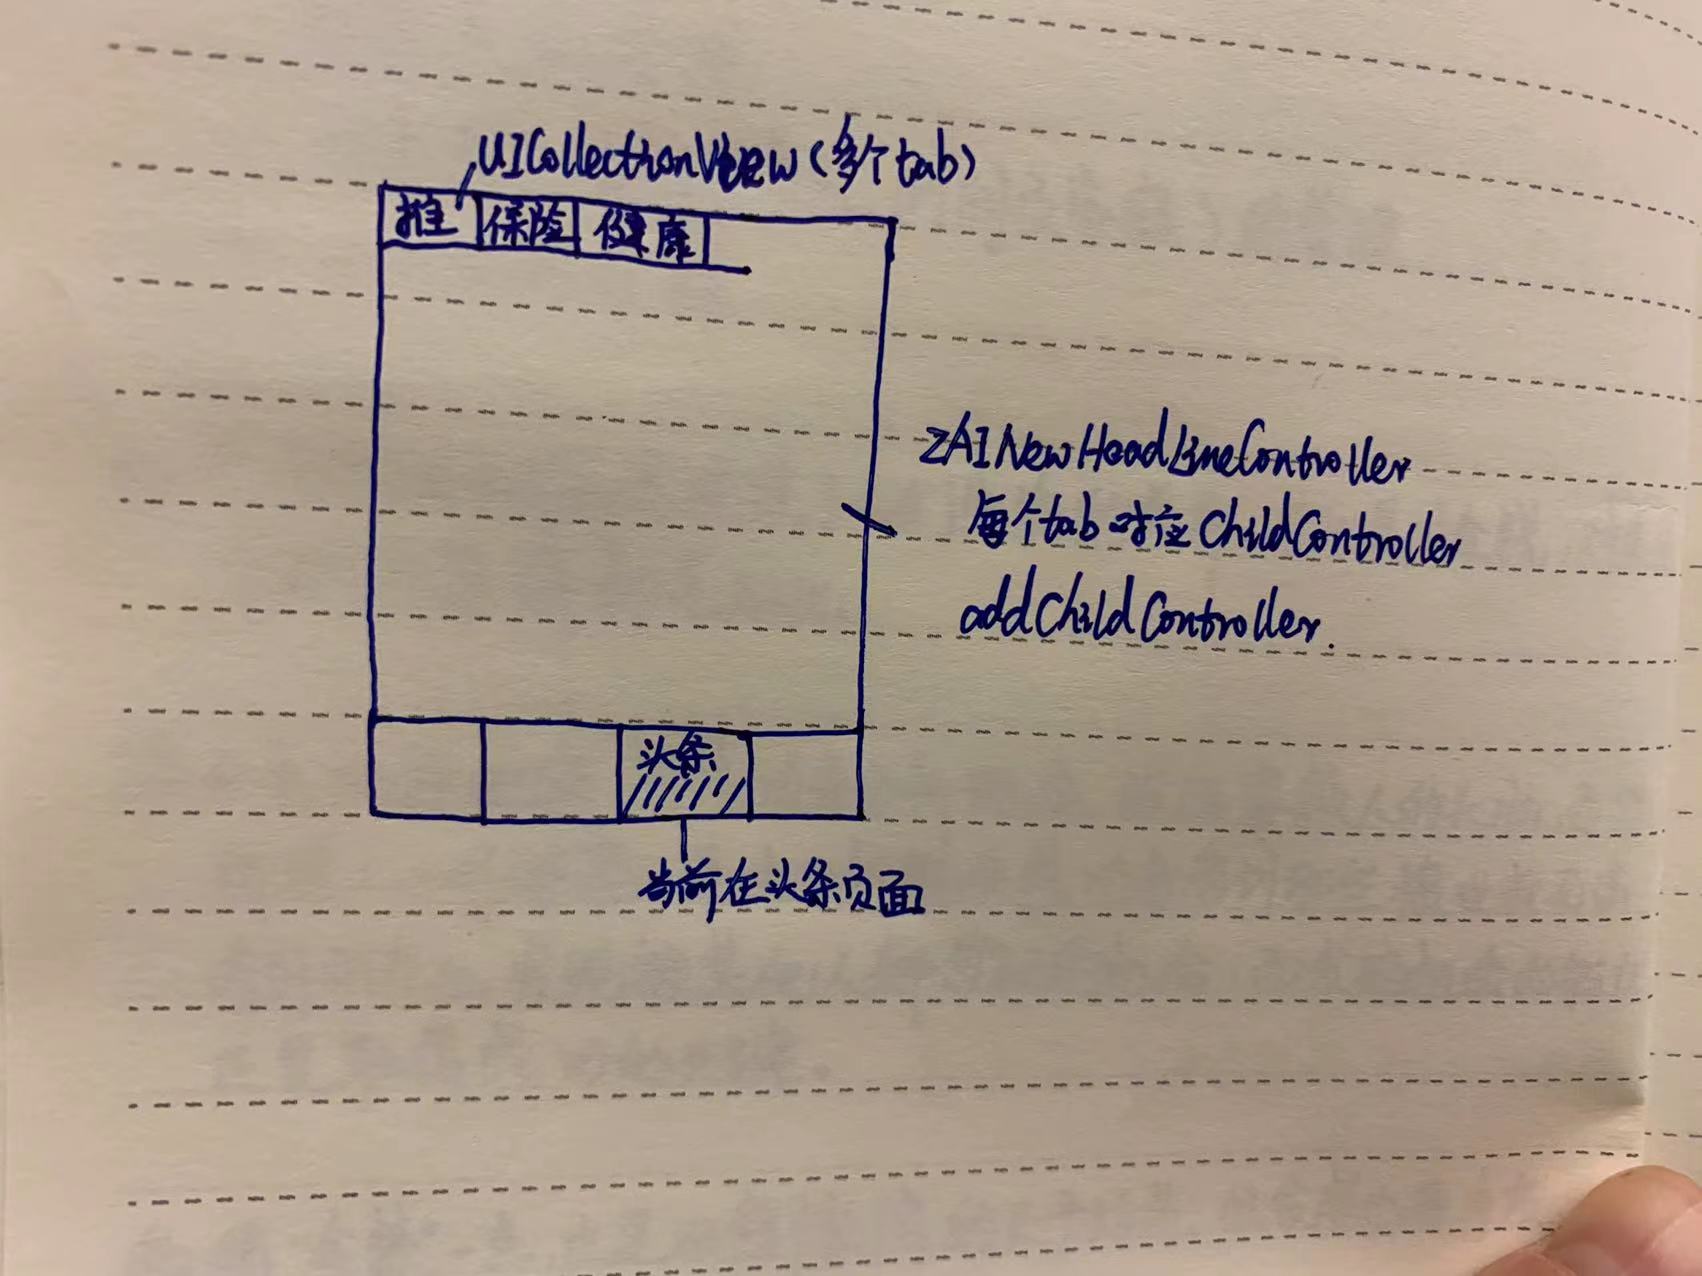 UICollectionView(多个tab)
推 保险 健康
ZAINewHeadLineController
每个tab对应ChildController
addChildController.
头条
当前在头条页面